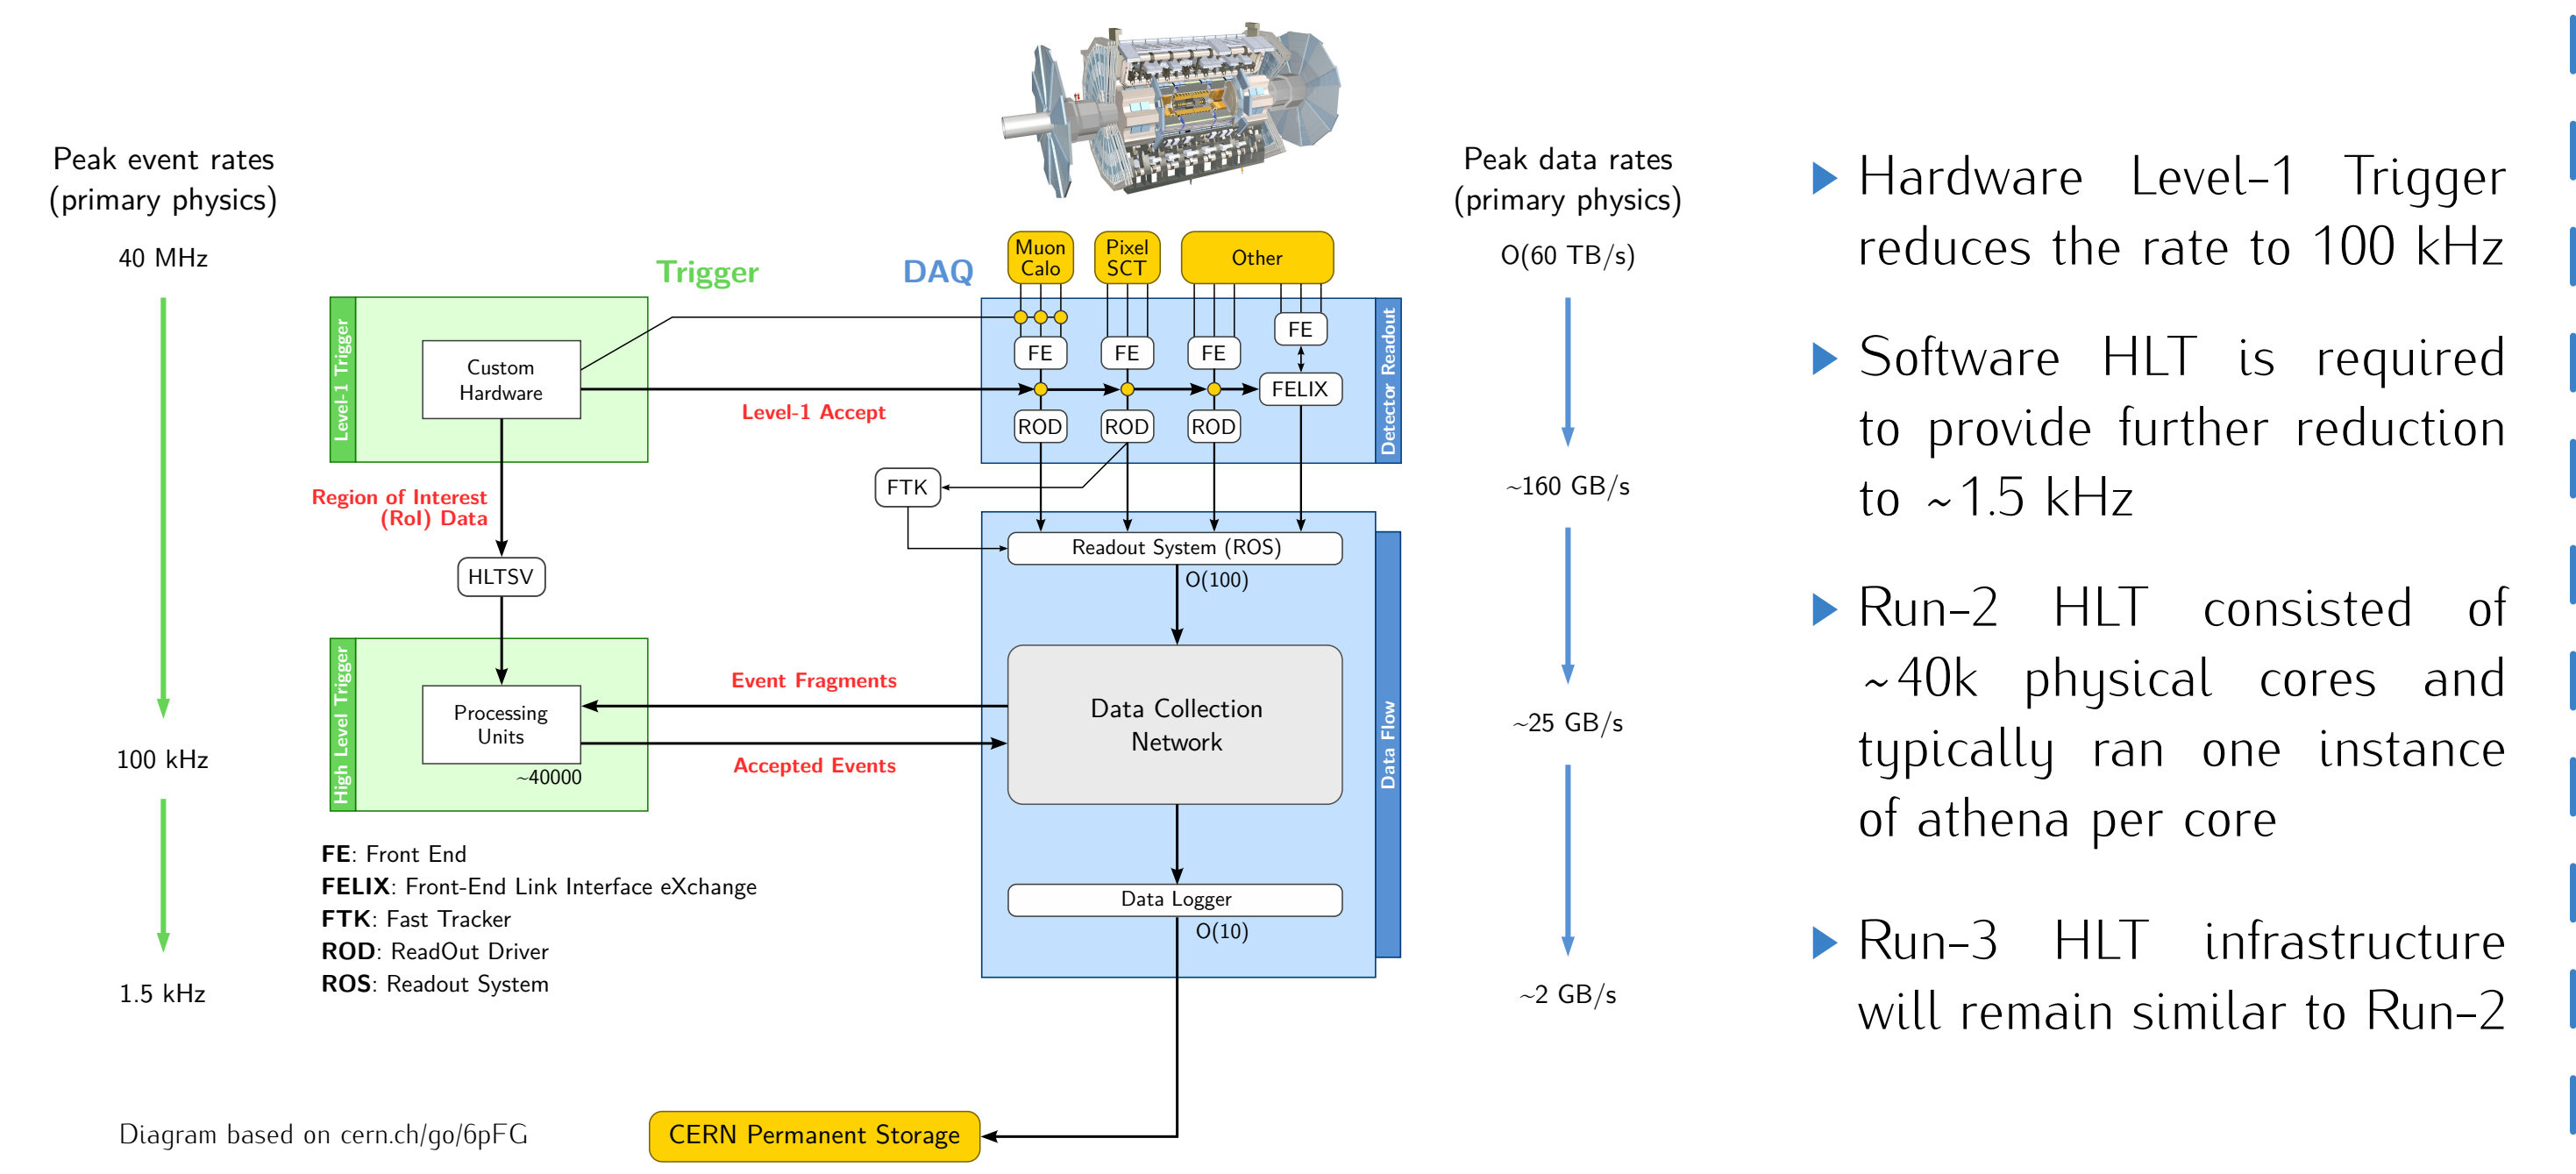 Peak event rates
(primary physics)
40 MHz
100 kHz
1.5 kHz
Trigger
DAQ
Muon
Calo
Pixel
SCT
Other
Level-1 Trigger
Custom
Hardware
Level-1 Accept
FE
FE
FE
FE
FELIX
ROD
ROD
ROD
Detector Readout
FTK
Region of Interest
(RoI) Data
HLTSV
Readout System (ROS)
O(100)
High Level Trigger
Processing
Units
~40000
Event Fragments
Accepted Events
Data Collection
Network
Data Flow
Data Logger
O(10)
FE: Front End
FELIX: Front-End Link Interface eXchange
FTK: Fast Tracker
ROD: ReadOut Driver
ROS: Readout System
CERN Permanent Storage
Diagram based on cern.ch/go/6pFG
Peak data rates
(primary physics)
O(60 TB/s)
~160 GB/s
~25 GB/s
~2 GB/s
Hardware Level-1 Trigger
reduces the rate to 100 kHz
Software HLT is required
to provide further reduction
to ~1.5 kHz
Run-2 HLT consisted of
~40k physical cores and
typically ran one instance
of athena per core
Run-3 HLT infrastructure
will remain similar to Run-2